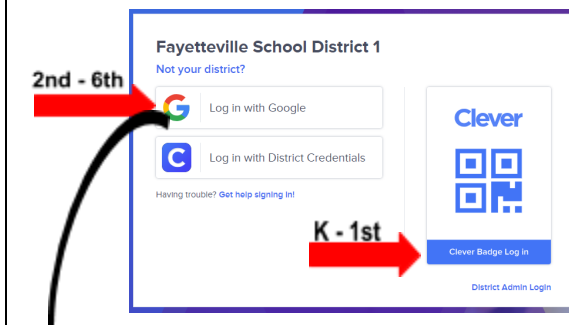 Fayetteville School District 1
Not your district?
2nd - 6th
Log in with Google
Log in with District Credentials
Having trouble? Get help signing in!
Clever
K - 1st
Clever Badge Log in
District Admin Login